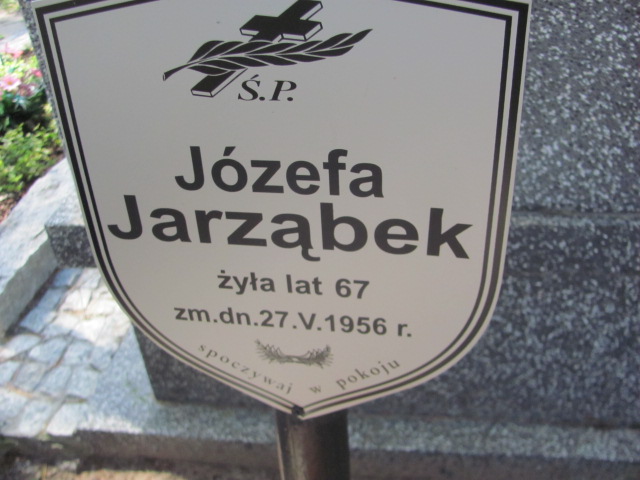 Ś.P.
Józefa
Jarząbek
żyła lat 67
zm.dn.27.V.1956 r.
spoczywaj w pokoju